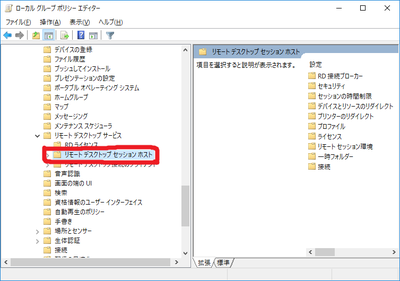 ローカル グループ ポリシー エディター
ファイル(F) 操作(A) 表示(V) ヘルプ(H)
デバイスの登録
ファイル履歴
プッシュしてインストール
プレゼンテーションの設定
ポータブル オペレーティング システム
ホームグループ
マップ
メッセージング
メンテナンス スケジューラ
リモート デスクトップ サービス
RD ライセンス
リモート デスクトップ セッション ホスト
音声認識
画面の端の UI
検索
資格情報のユーザー インターフェイス
自動再生のポリシー
手書き
場所とセンサー
生体認証
接続
リモート デスクトップ セッション ホスト
項目を選択すると説明が表示されます。
設定
RD 接続ブローカー
セキュリティ
セッションの時間制限
デバイスとリソースのリダイレクト
プリンターのリダイレクト
プロファイル
ライセンス
リモート セッション環境
一時フォルダー
接続
拡張 標準